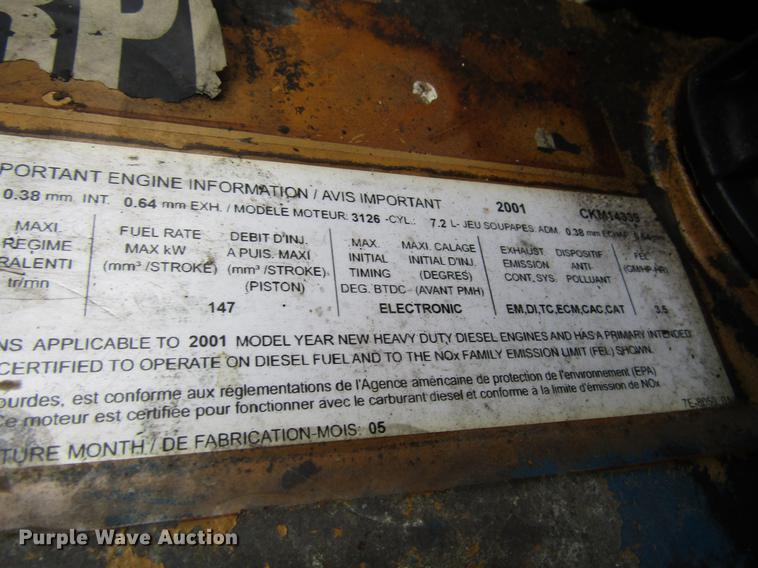 RP
PORTANT ENGINE INFORMATION / AVIS IMPORTANT 2001
0.38 mm INT. 0.64 mm EXH. / MODÈLE MOTEUR: 3126 -CYL.: 7.2 L- JEU SOUPAPES. ADM. 0.38 mm
MAXI FUEL RATE DEBIT D'INJ. MAX. MAXI. CALAGE EXHAUST DISPOSITIF FEL
REGIME MAX kW A PUIS. MAXI INITIAL INITIAL D'INJ. EMISSION ANTI- (GM/HP-HR)
RALENTI (mm³ /STROKE) (mm³ /STROKE) TIMING (DEGRES) CONT. SYS. POLLUANT
tr/mn (PISTON) DEG. BTDC (AVANT PMH)
147 ELECTRONIC EM,DI,TC,ECM,CAC,CAT 3.5
NS APPLICABLE TO 2001 MODEL YEAR NEW HEAVY DUTY DIESEL ENGINES AND HAS A PRIMARY INTENDED
CERTIFIED TO OPERATE ON DIESEL FUEL AND TO THE NOx FAMILY EMISSION LIMIT (FEL) SHOWN.
ourdes, est conforme aux réglementations de l'Agence américaine de protection de l'environnement (EPA)
Ce moteur est certifiée pour fonctionner avec le carburant diesel et conforme à la limite d'émission de NOx
TURE MONTH / DE FABRICATION-MOIS: 05
Purple Wave Auction